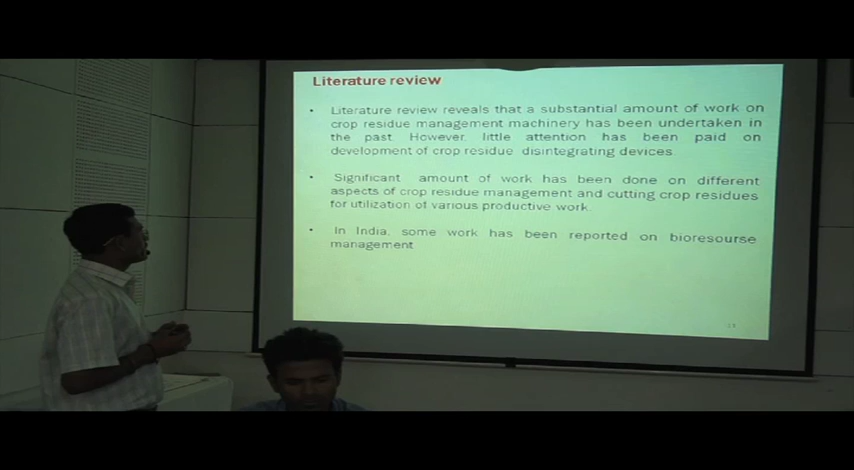 Literature review
• Literature review reveals that a substantial amount of work on
crop residue management machinery has been undertaken in
the past. However, little attention has been paid on
development of crop residue disintegrating devices.
• Significant amount of work has been done on different
aspects of crop residue management and cutting crop residues
for utilization of various productive work.
• In India, some work has been reported on bioresourse
management